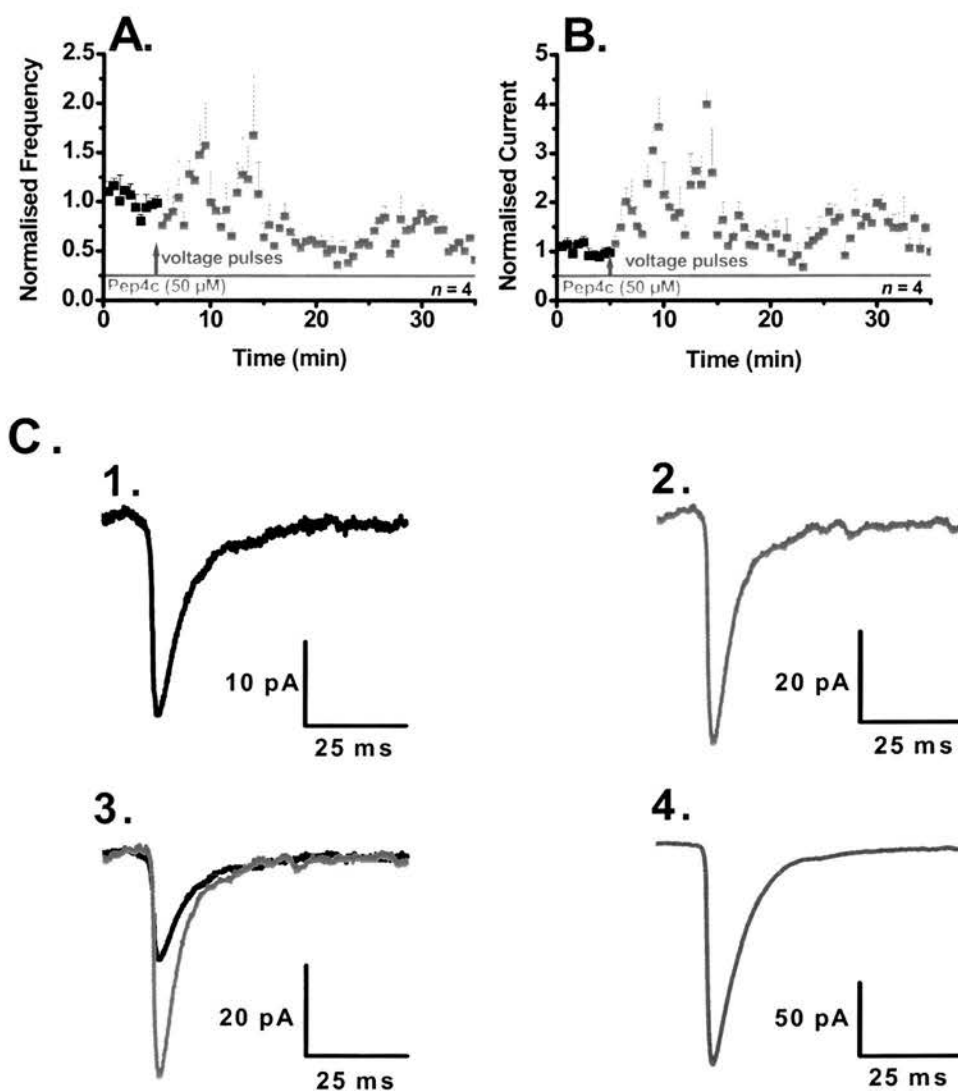 A.
Normalised Frequency
2.5
2.0
1.5
1.0
0.5
0.0
voltage pulses
Pep4c (50 µM)
n = 4
0 10 20 30
Time (min)
B.
Normalised Current
5
4
3
2
1
0
voltage pulses
Pep4c (50 µM)
n = 4
0 10 20 30
Time (min)
C.
1.
10 pA
25 ms
2.
20 pA
25 ms
3.
20 pA
25 ms
4.
50 pA
25 ms